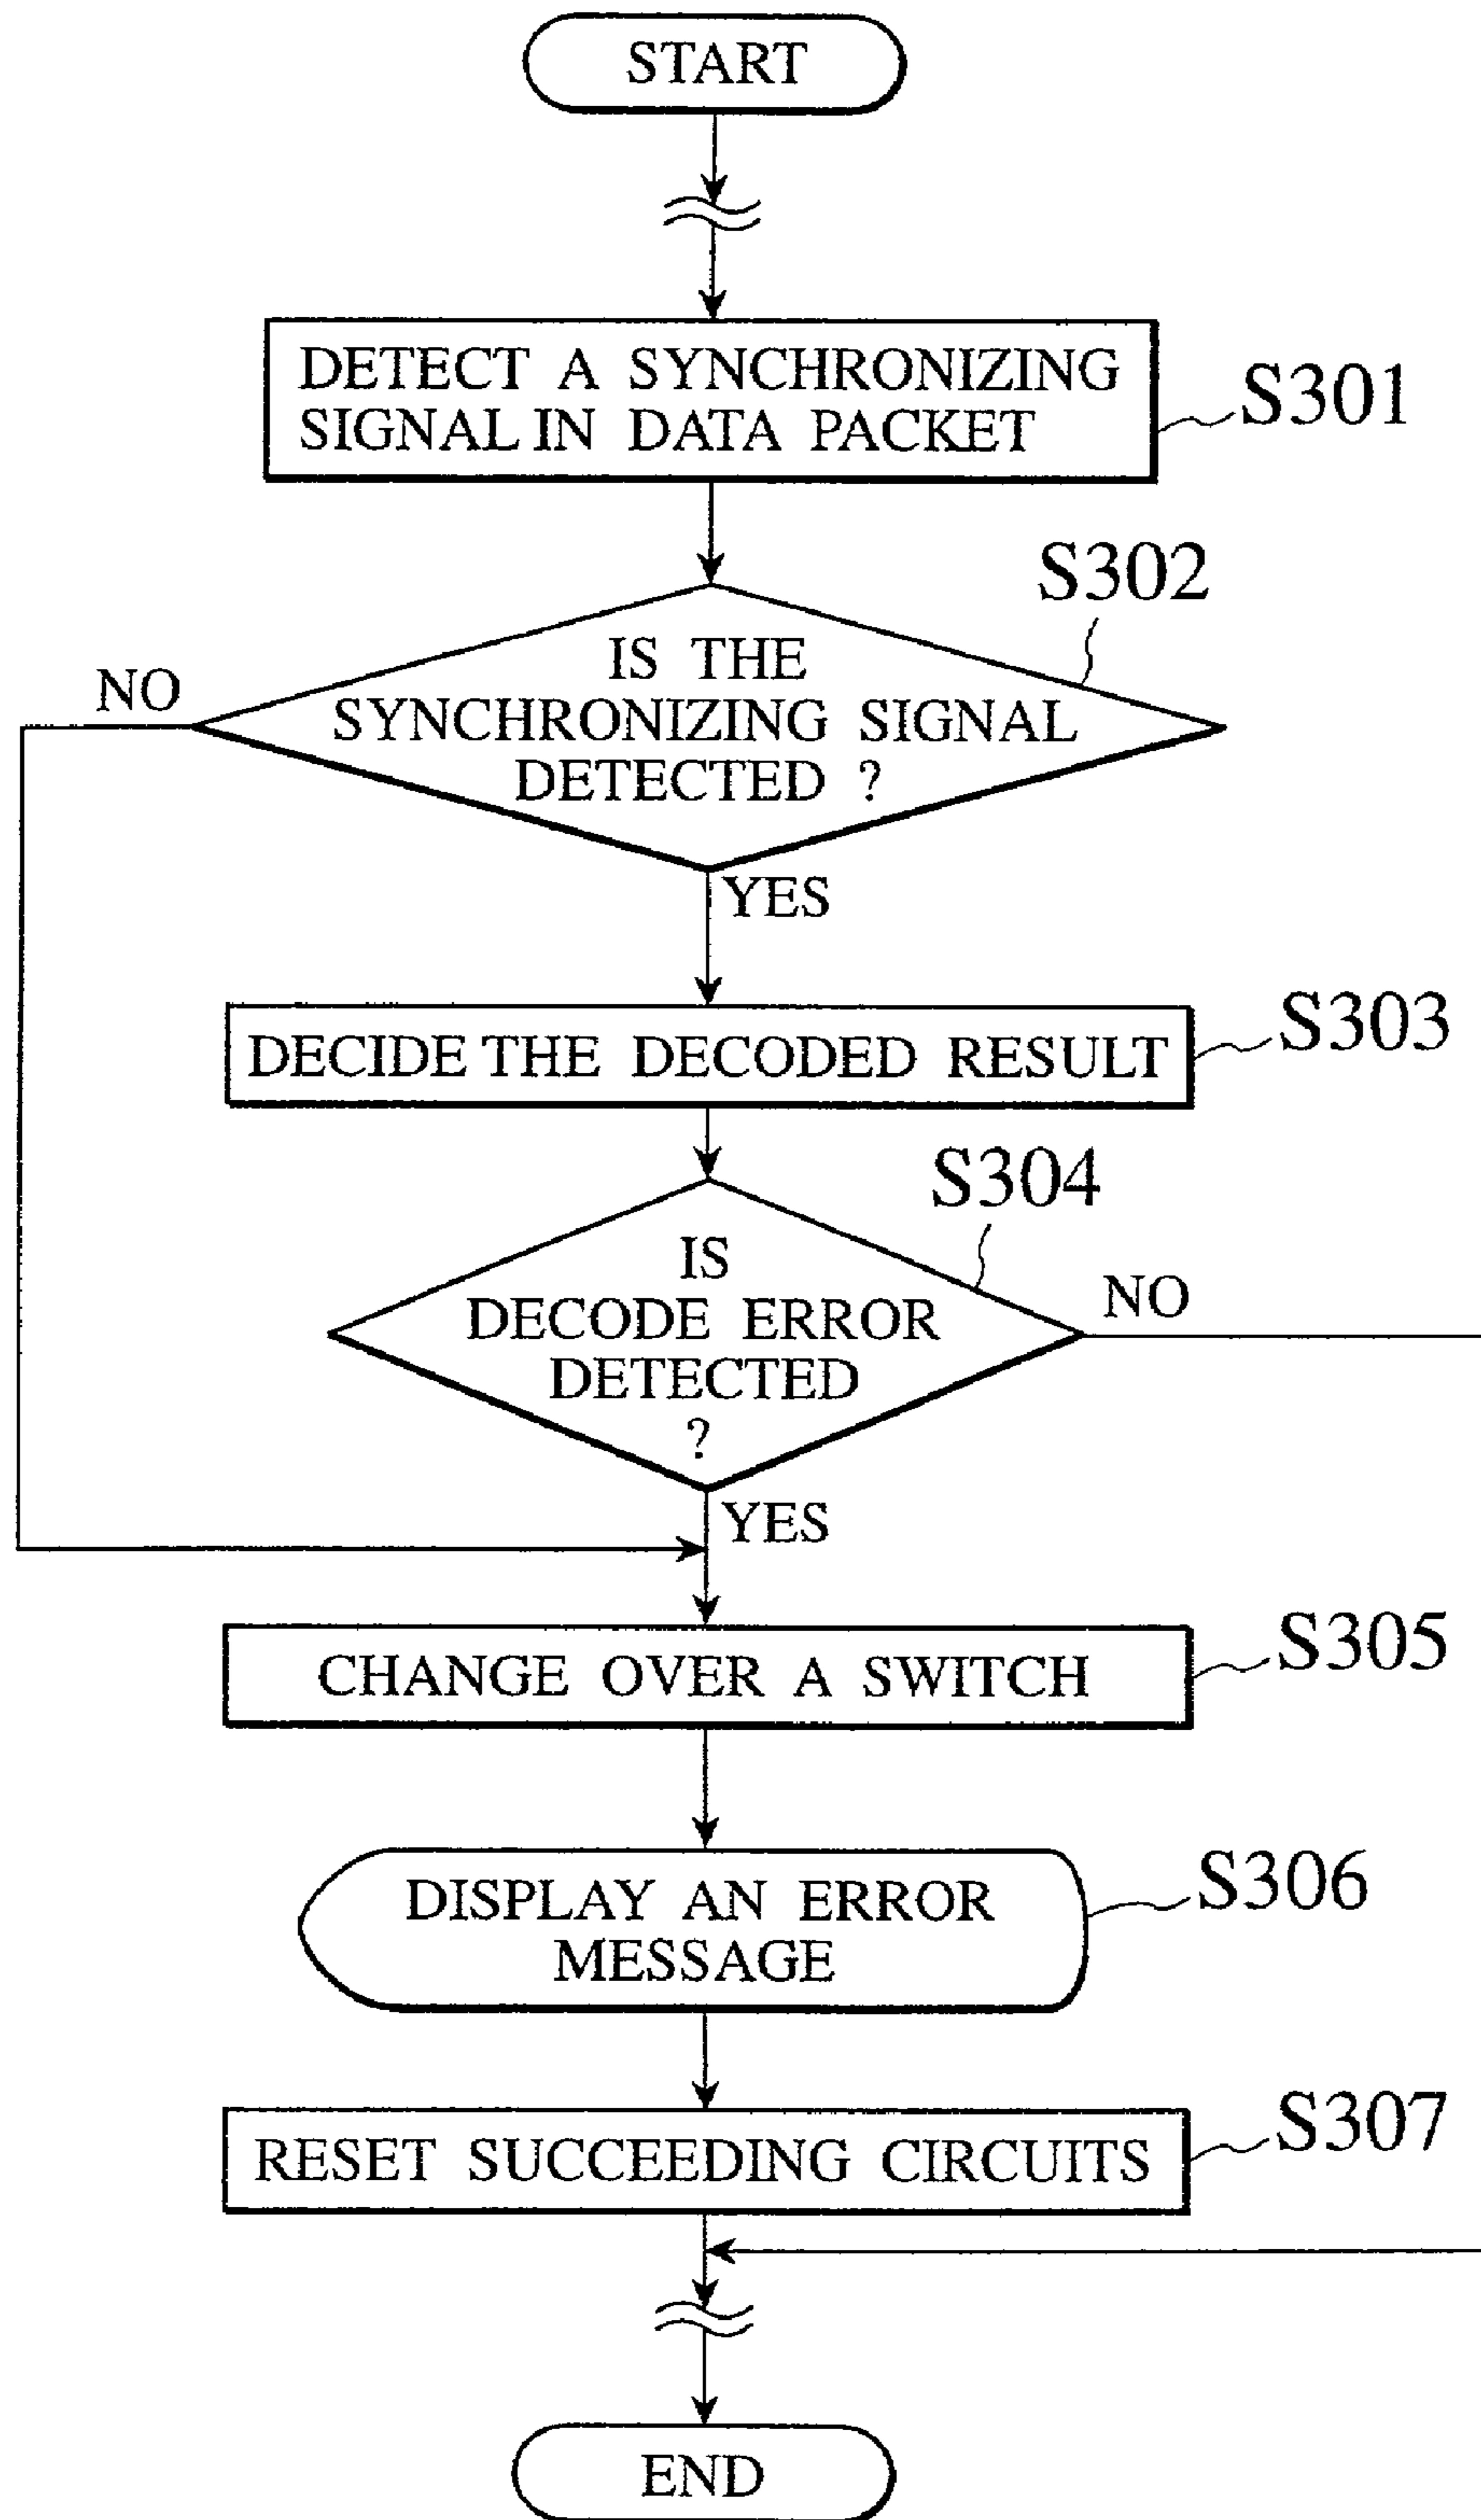 START
DETECT A SYNCHRONIZING
SIGNAL IN DATA PACKET
S301
S302
IS THE
SYNCHRONIZING SIGNAL
DETECTED ?
NO
YES
DECIDE THE DECODED RESULT
S303
S304
IS
DECODE ERROR
DETECTED
?
NO
YES
CHANGE OVER A SWITCH
S305
DISPLAY AN ERROR
MESSAGE
S306
RESET SUCCEEDING CIRCUITS
S307
END